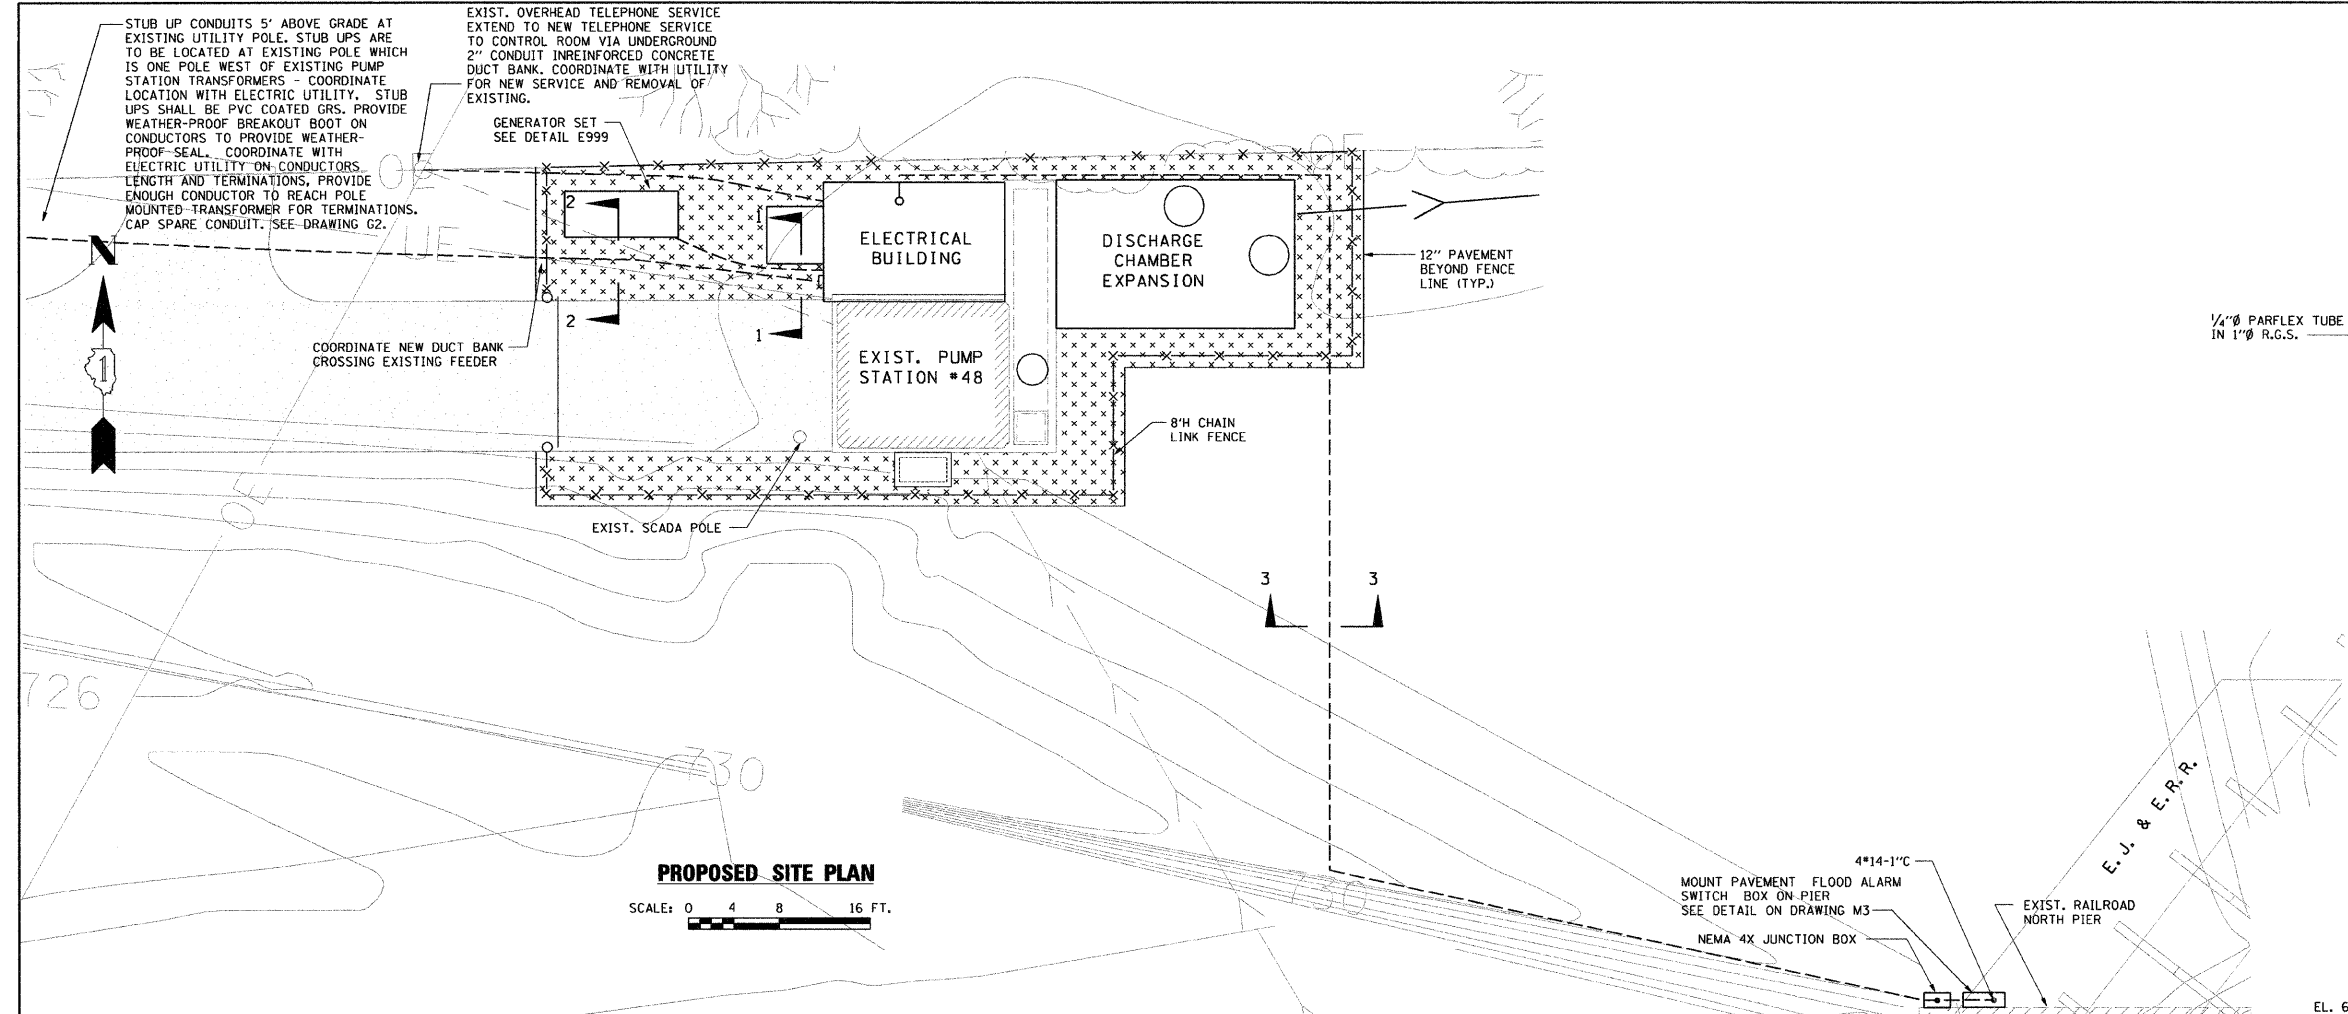 STUB UP CONDUITS 5' ABOVE GRADE AT
EXISTING UTILITY POLE. STUB UPS ARE
TO BE LOCATED AT EXISTING POLE WHICH
IS ONE POLE WEST OF EXISTING PUMP
STATION TRANSFORMERS - COORDINATE
LOCATION WITH ELECTRIC UTILITY. STUB
UPS SHALL BE PVC COATED GRS. PROVIDE
WEATHER-PROOF BREAKOUT BOOT ON
CONDUCTORS TO PROVIDE WEATHER-
PROOF SEAL. COORDINATE WITH
ELECTRIC UTILITY ON CONDUCTORS
LENGTH AND TERMINATIONS, PROVIDE
ENOUGH CONDUCTOR TO REACH POLE
MOUNTED TRANSFORMER FOR TERMINATIONS.
CAP SPARE CONDUIT. SEE DRAWING G2.
EXIST. OVERHEAD TELEPHONE SERVICE
EXTEND TO NEW TELEPHONE SERVICE
TO CONTROL ROOM VIA UNDERGROUND
2" CONDUIT INREINFORCED CONCRETE
DUCT BANK. COORDINATE WITH UTILITY
FOR NEW SERVICE AND REMOVAL OF
EXISTING.
GENERATOR SET
SEE DETAIL E999
OE
OE
UE
N
1
2
2
1
1
ELECTRICAL
BUILDING
DISCHARGE
CHAMBER
EXPANSION
12" PAVEMENT
BEYOND FENCE
LINE (TYP.)
1/4"Ø PARFLEX TUBE
IN 1"Ø R.G.S.
COORDINATE NEW DUCT BANK
CROSSING EXISTING FEEDER
EXIST. PUMP
STATION #48
8'H CHAIN
LINK FENCE
EXIST. SCADA POLE
3
3
726
730
730
E. J. & E. R. R.
PROPOSED SITE PLAN
SCALE: 0 4 8 16 FT.
4#14-1"C
MOUNT PAVEMENT FLOOD ALARM
SWITCH BOX ON PIER
SEE DETAIL ON DRAWING M3
NEMA 4X JUNCTION BOX
EXIST. RAILROAD
NORTH PIER
EL. 6